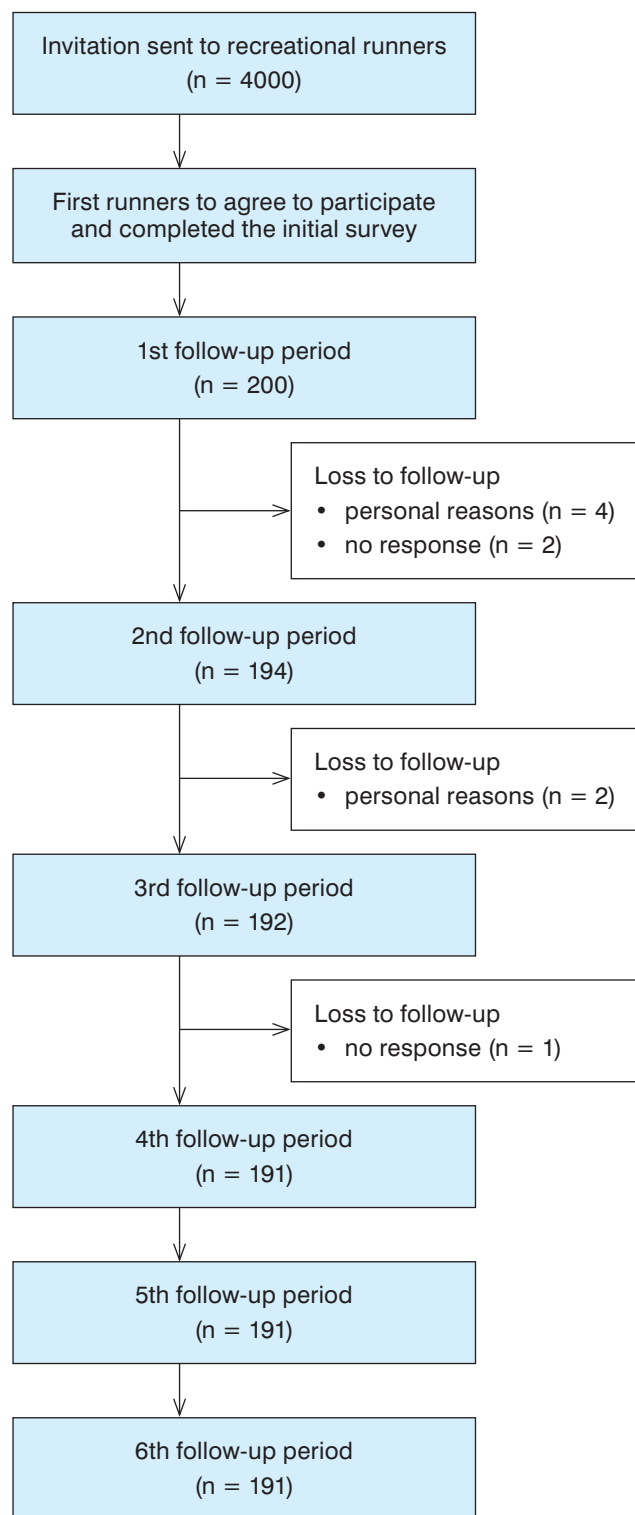 Invitation sent to recreational runners
(n = 4000)
First runners to agree to participate
and completed the initial survey
1st follow-up period
(n = 200)
Loss to follow-up
• personal reasons (n = 4)
• no response (n = 2)
2nd follow-up period
(n = 194)
Loss to follow-up
• personal reasons (n = 2)
3rd follow-up period
(n = 192)
Loss to follow-up
• no response (n = 1)
4th follow-up period
(n = 191)
5th follow-up period
(n = 191)
6th follow-up period
(n = 191)